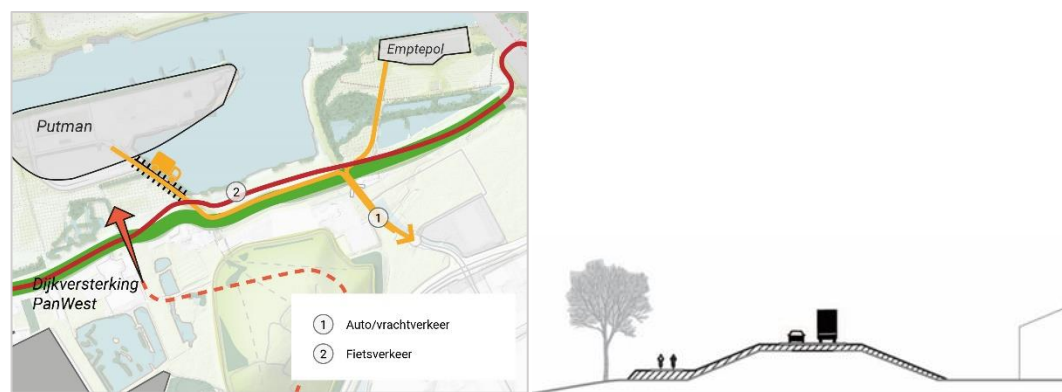 Emptepol
Putman
2
1
Dijkversterking
PanWest
1 Auto/vrachtverkeer
2 Fietsverkeer